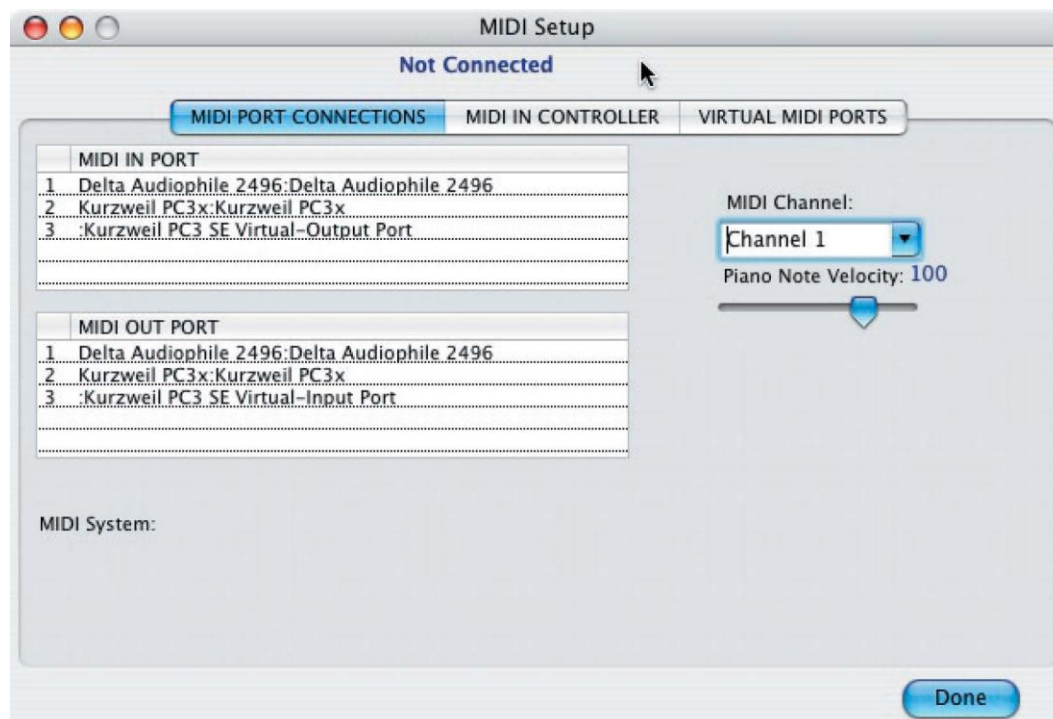 MIDI Setup
Not Connected
MIDI PORT CONNECTIONS MIDI IN CONTROLLER VIRTUAL MIDI PORTS
MIDI IN PORT
1 Delta Audiophile 2496:Delta Audiophile 2496
2 Kurzweil PC3x:Kurzweil PC3x
3 :Kurzweil PC3 SE Virtual-Output Port
MIDI Channel:
Channel 1
Piano Note Velocity: 100
MIDI OUT PORT
1 Delta Audiophile 2496:Delta Audiophile 2496
2 Kurzweil PC3x:Kurzweil PC3x
3 :Kurzweil PC3 SE Virtual-Input Port
MIDI System:
Done